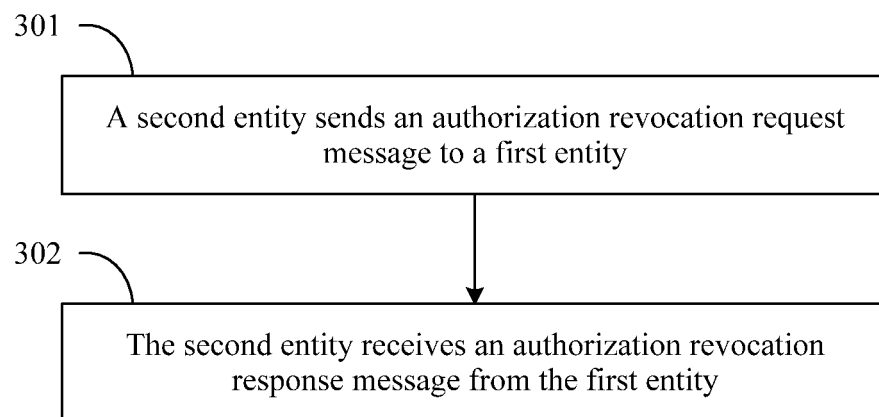 301
A second entity sends an authorization revocation request
message to a first entity
302
The second entity receives an authorization revocation
response message from the first entity